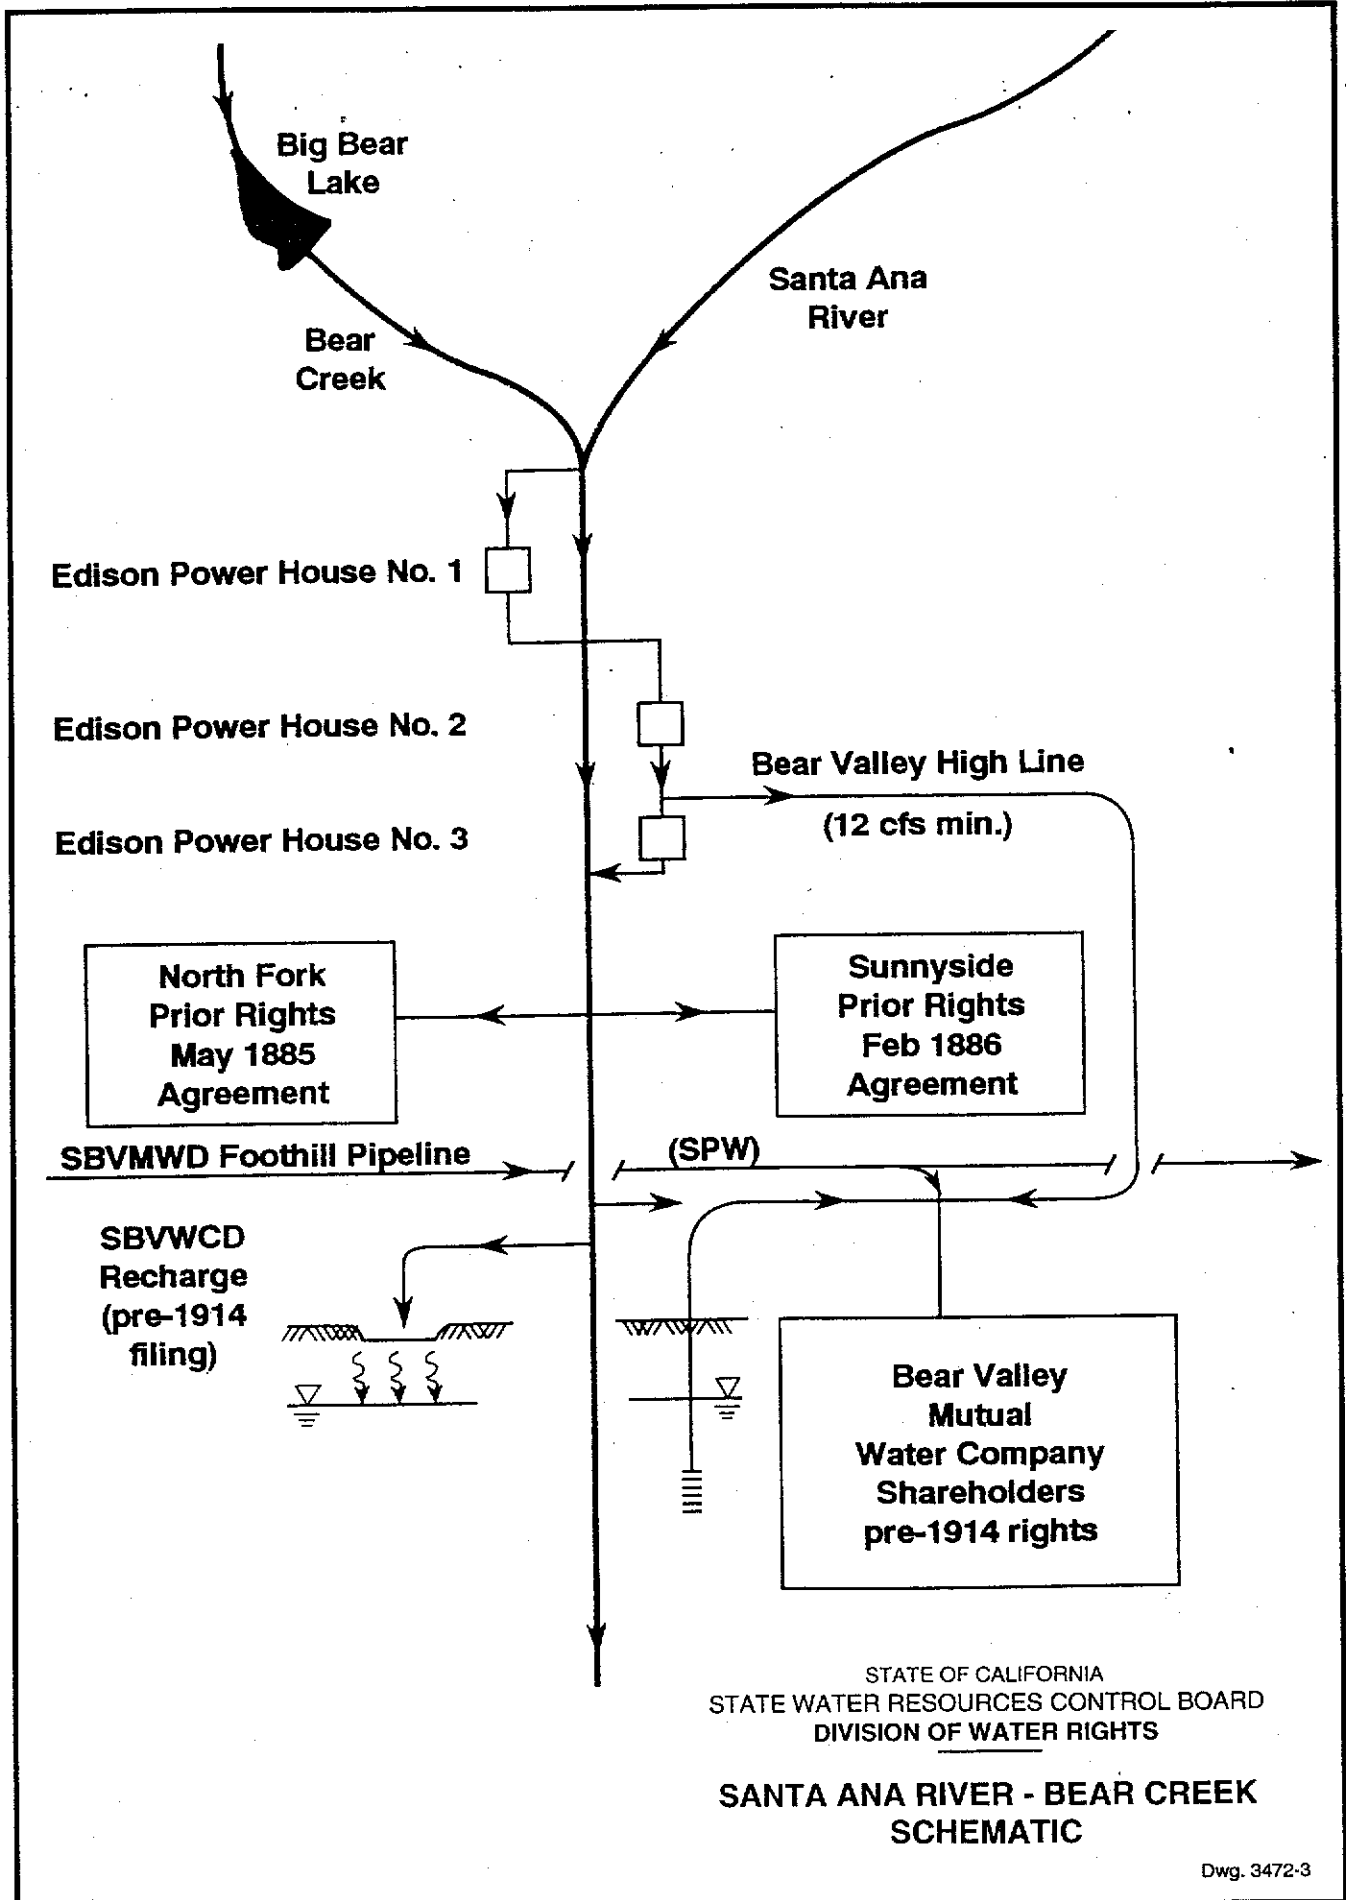 Big Bear
Lake
Santa Ana
River
Bear
Creek
Edison Power House No. 1
Edison Power House No. 2
Bear Valley High Line
(12 cfs min.)
Edison Power House No. 3
North Fork
Prior Rights
May 1885
Agreement
Sunnyside
Prior Rights
Feb 1886
Agreement
SBVMWD Foothill Pipeline
(SPW)
SBVWCD
Recharge
(pre-1914
filing)
Bear Valley
Mutual
Water Company
Shareholders
pre-1914 rights
STATE OF CALIFORNIA
STATE WATER RESOURCES CONTROL BOARD
DIVISION OF WATER RIGHTS
SANTA ANA RIVER - BEAR CREEK
SCHEMATIC
Dwg. 3472-3